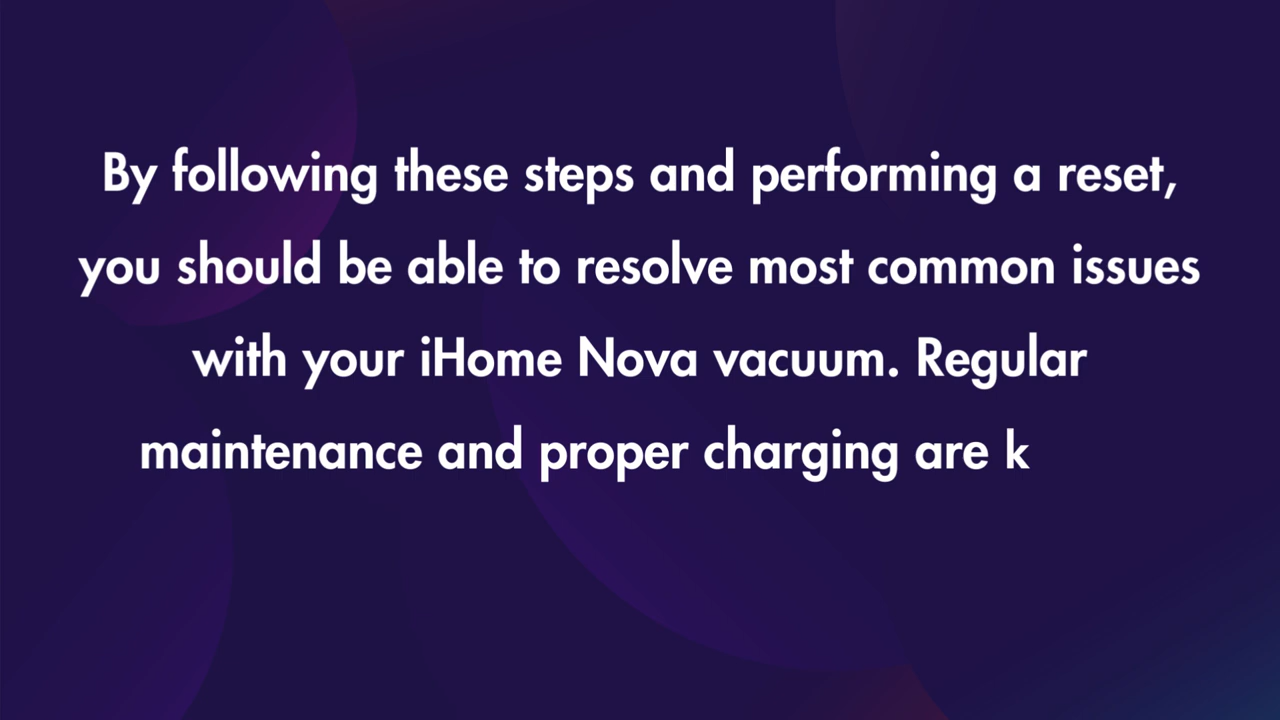 By following these steps and performing a reset,
you should be able to resolve most common issues
with your iHome Nova vacuum. Regular
maintenance and proper charging are k